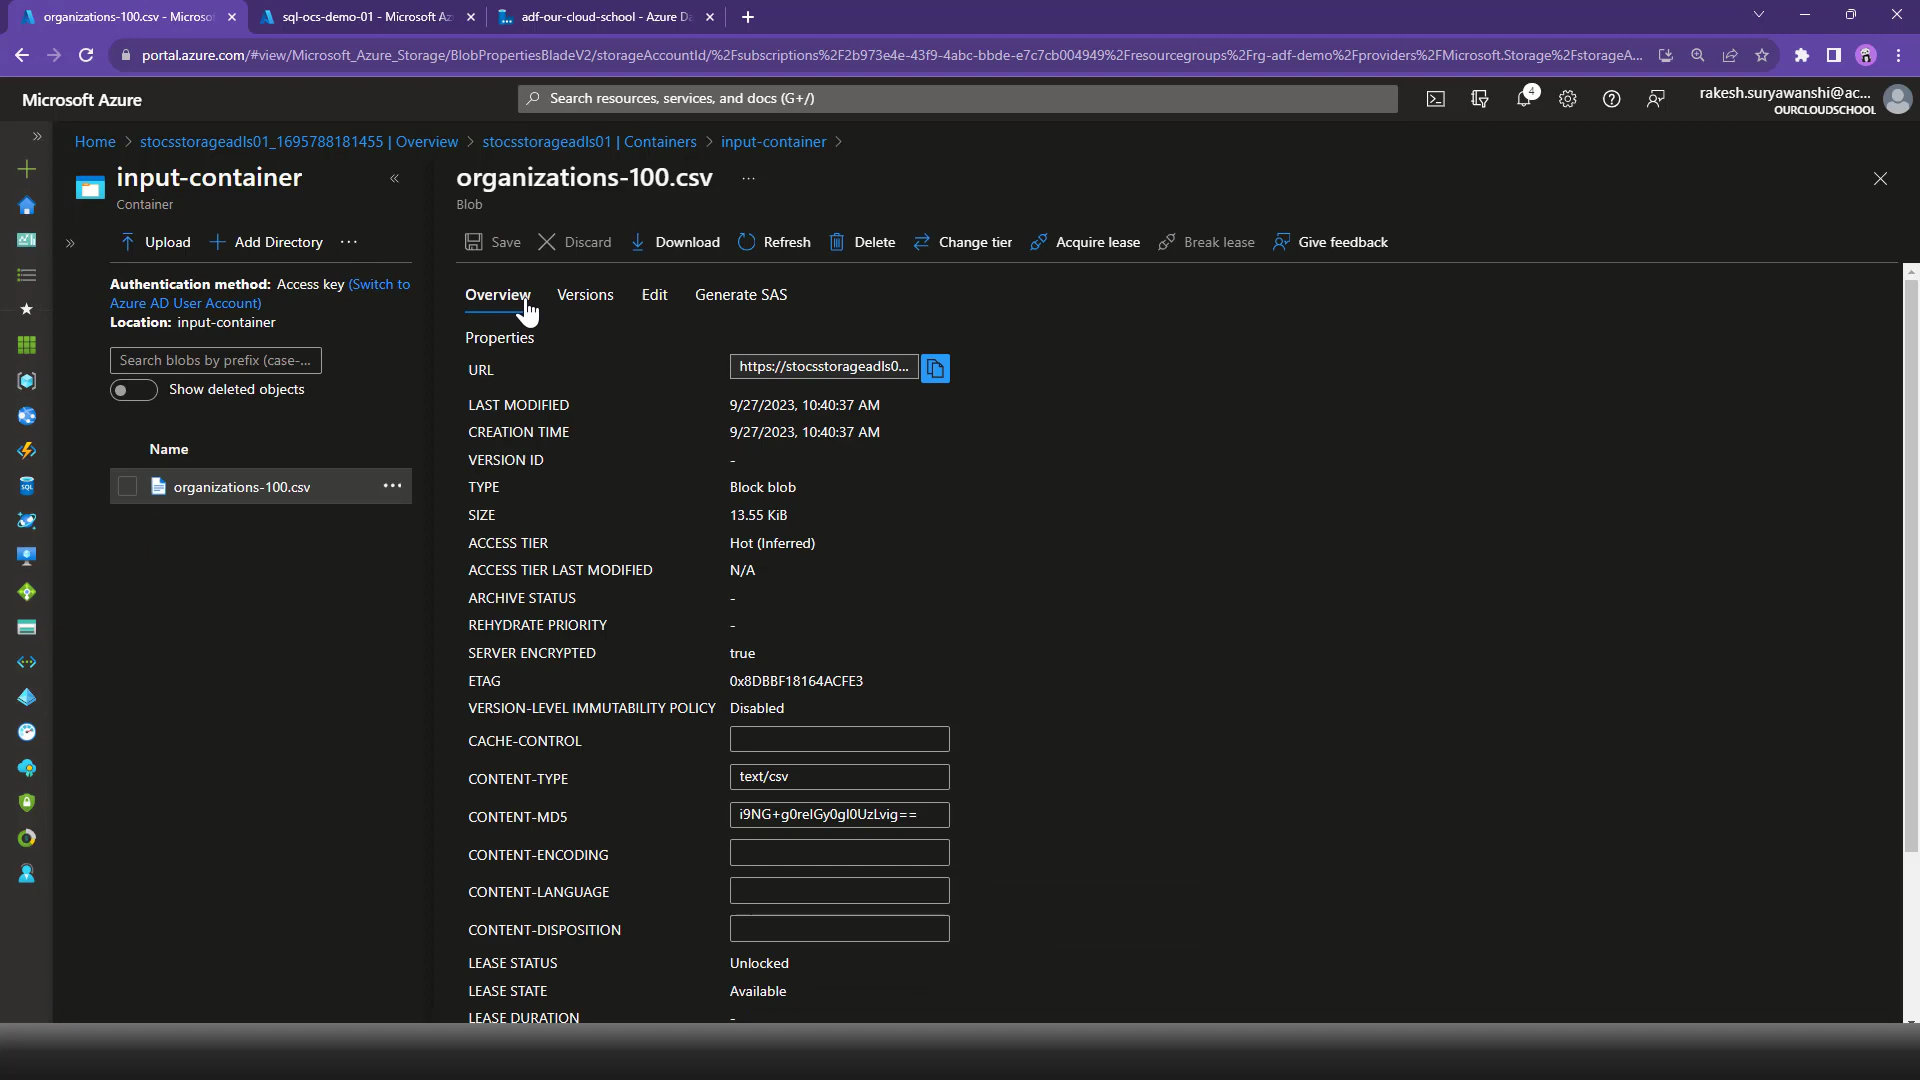 organizations-100.csv - Microso
sql-ocs-demo-01 - Microsoft Az
adf-our-cloud-school - Azure Da
portal.azure.com/#view/Microsoft_Azure_Storage/BlobPropertiesBladeV2/storageAccountId/%2Fsubscriptions%2F2b973e4e-43f9-4abc-bbde-e7c7cb004949%2Fresourcegroups%2Frg-adf-demo%2Fproviders%2FMicrosoft.Storage%2FstorageA...
Microsoft Azure
Search resources, services, and docs (G+/)
4
rakesh.suryawanshi@ac...
OURCLOUDSCHOOL
Home > stocsstorageadls01_1695788181455 | Overview > stocsstorageadls01 | Containers > input-container >
input-container
Container
organizations-100.csv ...
Blob
Upload
Add Directory
...
Save
Discard
Download
Refresh
Delete
Change tier
Acquire lease
Break lease
Give feedback
Authentication method: Access key (Switch to
Azure AD User Account)
Location: input-container
Search blobs by prefix (case-...
Show deleted objects
Name
organizations-100.csv ...
Overview
Versions
Edit
Generate SAS
Properties
URL https://stocsstorageadls0...
LAST MODIFIED 9/27/2023, 10:40:37 AM
CREATION TIME 9/27/2023, 10:40:37 AM
VERSION ID -
TYPE Block blob
SIZE 13.55 KiB
ACCESS TIER Hot (Inferred)
ACCESS TIER LAST MODIFIED N/A
ARCHIVE STATUS -
REHYDRATE PRIORITY -
SERVER ENCRYPTED true
ETAG 0x8DBBF18164ACFE3
VERSION-LEVEL IMMUTABILITY POLICY Disabled
CACHE-CONTROL
CONTENT-TYPE text/csv
CONTENT-MD5
CONTENT-ENCODING
CONTENT-LANGUAGE
CONTENT-DISPOSITION
LEASE STATUS Unlocked
LEASE STATE Available
LEASE DURATION -